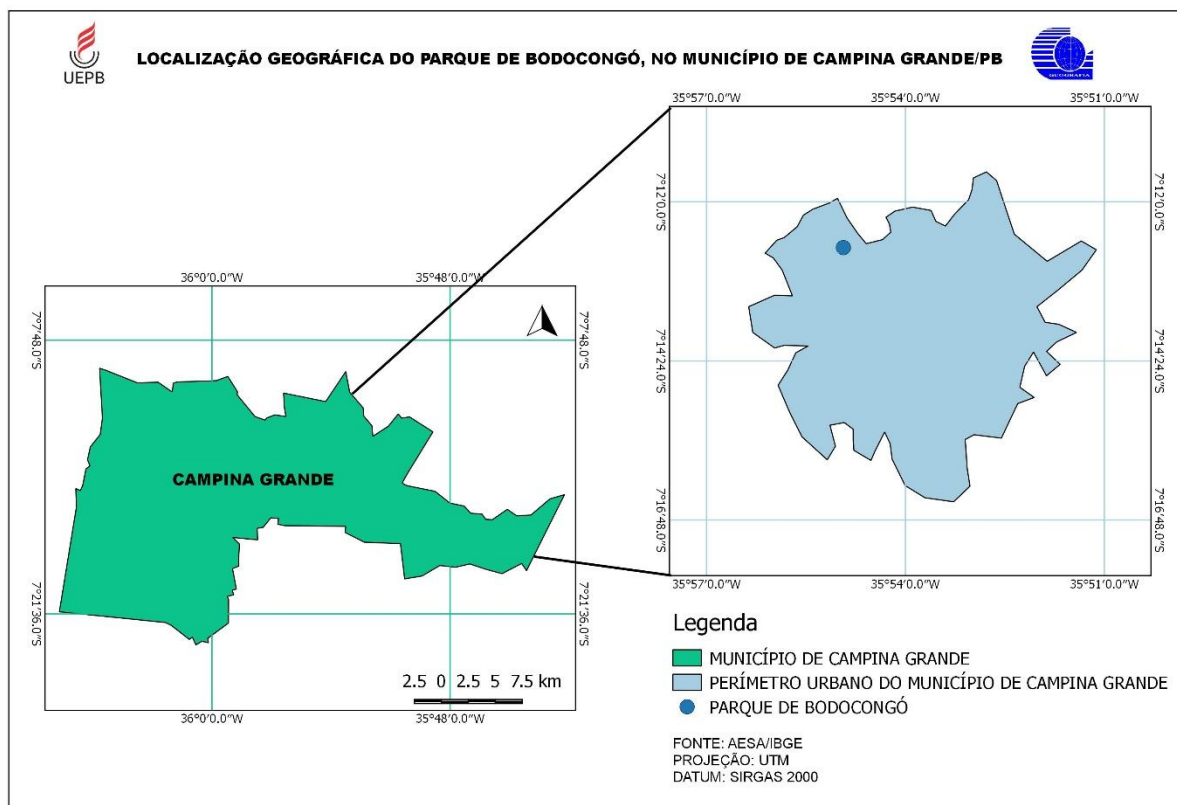 UEPB
LOCALIZAÇÃO GEOGRÁFICA DO PARQUE DE BODOCONGÓ, NO MUNICÍPIO DE CAMPINA GRANDE/PB
GEOGRAFIA
35°57'0.0"W 35°54'0.0"W 35°51'0.0"W
7°12'0.0"S 7°12'0.0"S
7°14'24.0"S 7°14'24.0"S
7°16'48.0"S 7°16'48.0"S
35°57'0.0"W 35°54'0.0"W 35°51'0.0"W
36°0'0.0"W 35°48'0.0"W
7°7'48.0"S 7°7'48.0"S
CAMPINA GRANDE
7°21'36.0"S 7°21'36.0"S
2.5 0 2.5 5 7.5 km
36°0'0.0"W 35°48'0.0"W
Legenda
MUNICÍPIO DE CAMPINA GRANDE
PERÍMETRO URBANO DO MUNICÍPIO DE CAMPINA GRANDE
PARQUE DE BODOCONGÓ
FONTE: AESA/IBGE
PROJEÇÃO: UTM
DATUM: SIRGAS 2000